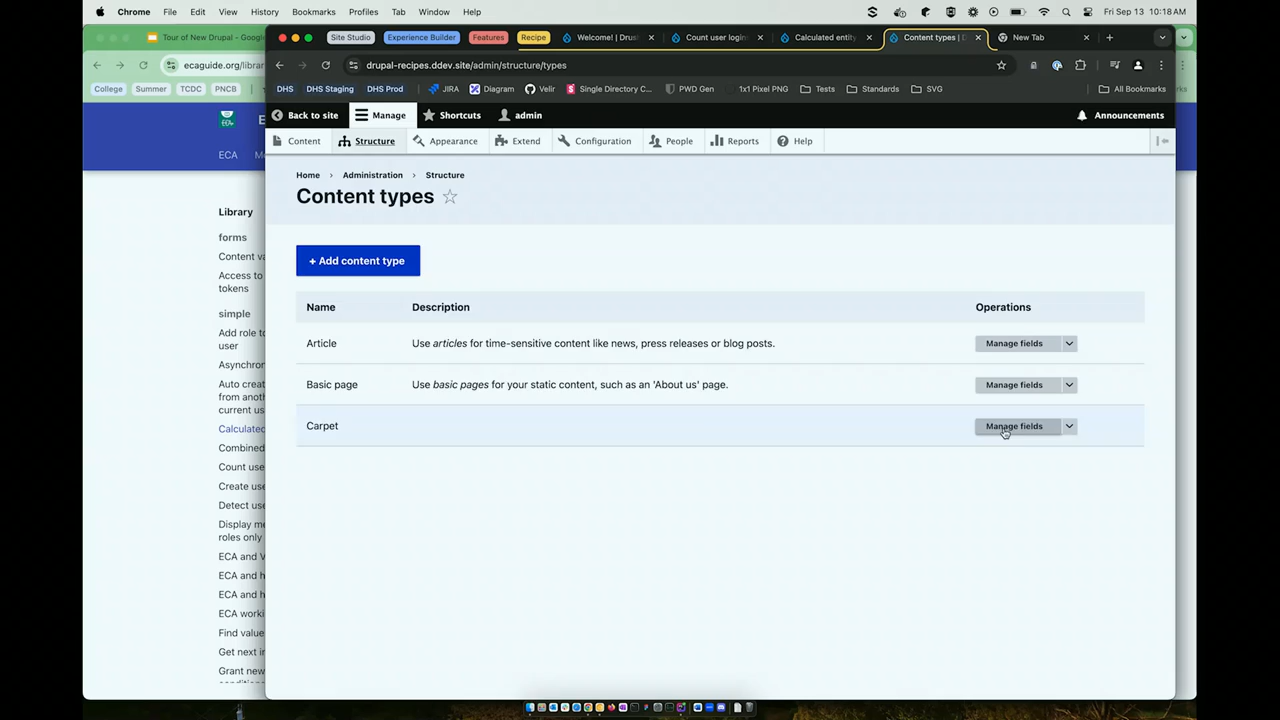 Chrome File Edit View History Bookmarks Profiles Tab Window Help Fri Sep 13 10:18 AM
Tour of New Drupal - Google
Site Studio Experience Builder Features Recipe Welcome! | Drus Count user login Calculated entity Content types | D New Tab
ecaguide.org/librar
drupal-recipes.ddev.site/admin/structure/types
College Summer TCDC PNCB
DHS DHS Staging DHS Prod JIRA Diagram Velir Single Directory C... PWD Gen 1x1 Pixel PNG Tests Standards SVG All Bookmarks
Back to site Manage Shortcuts admin Announcements
Content Structure Appearance Extend Configuration People Reports Help
ECA
Home › Administration › Structure
Content types
+ Add content type
Name Description Operations
Article Use articles for time-sensitive content like news, press releases or blog posts. Manage fields
Basic page Use basic pages for your static content, such as an 'About us' page. Manage fields
Carpet Manage fields
Library
forms
Content va
Access to
tokens
simple
Add role to
user
Asynchron
Auto creat
from anot
current us
Calculated
Combined
Count use
Create use
Detect use
Display me
roles only
ECA and V
ECA and h
ECA and h
ECA worki
Find value
Get next in
Grant new